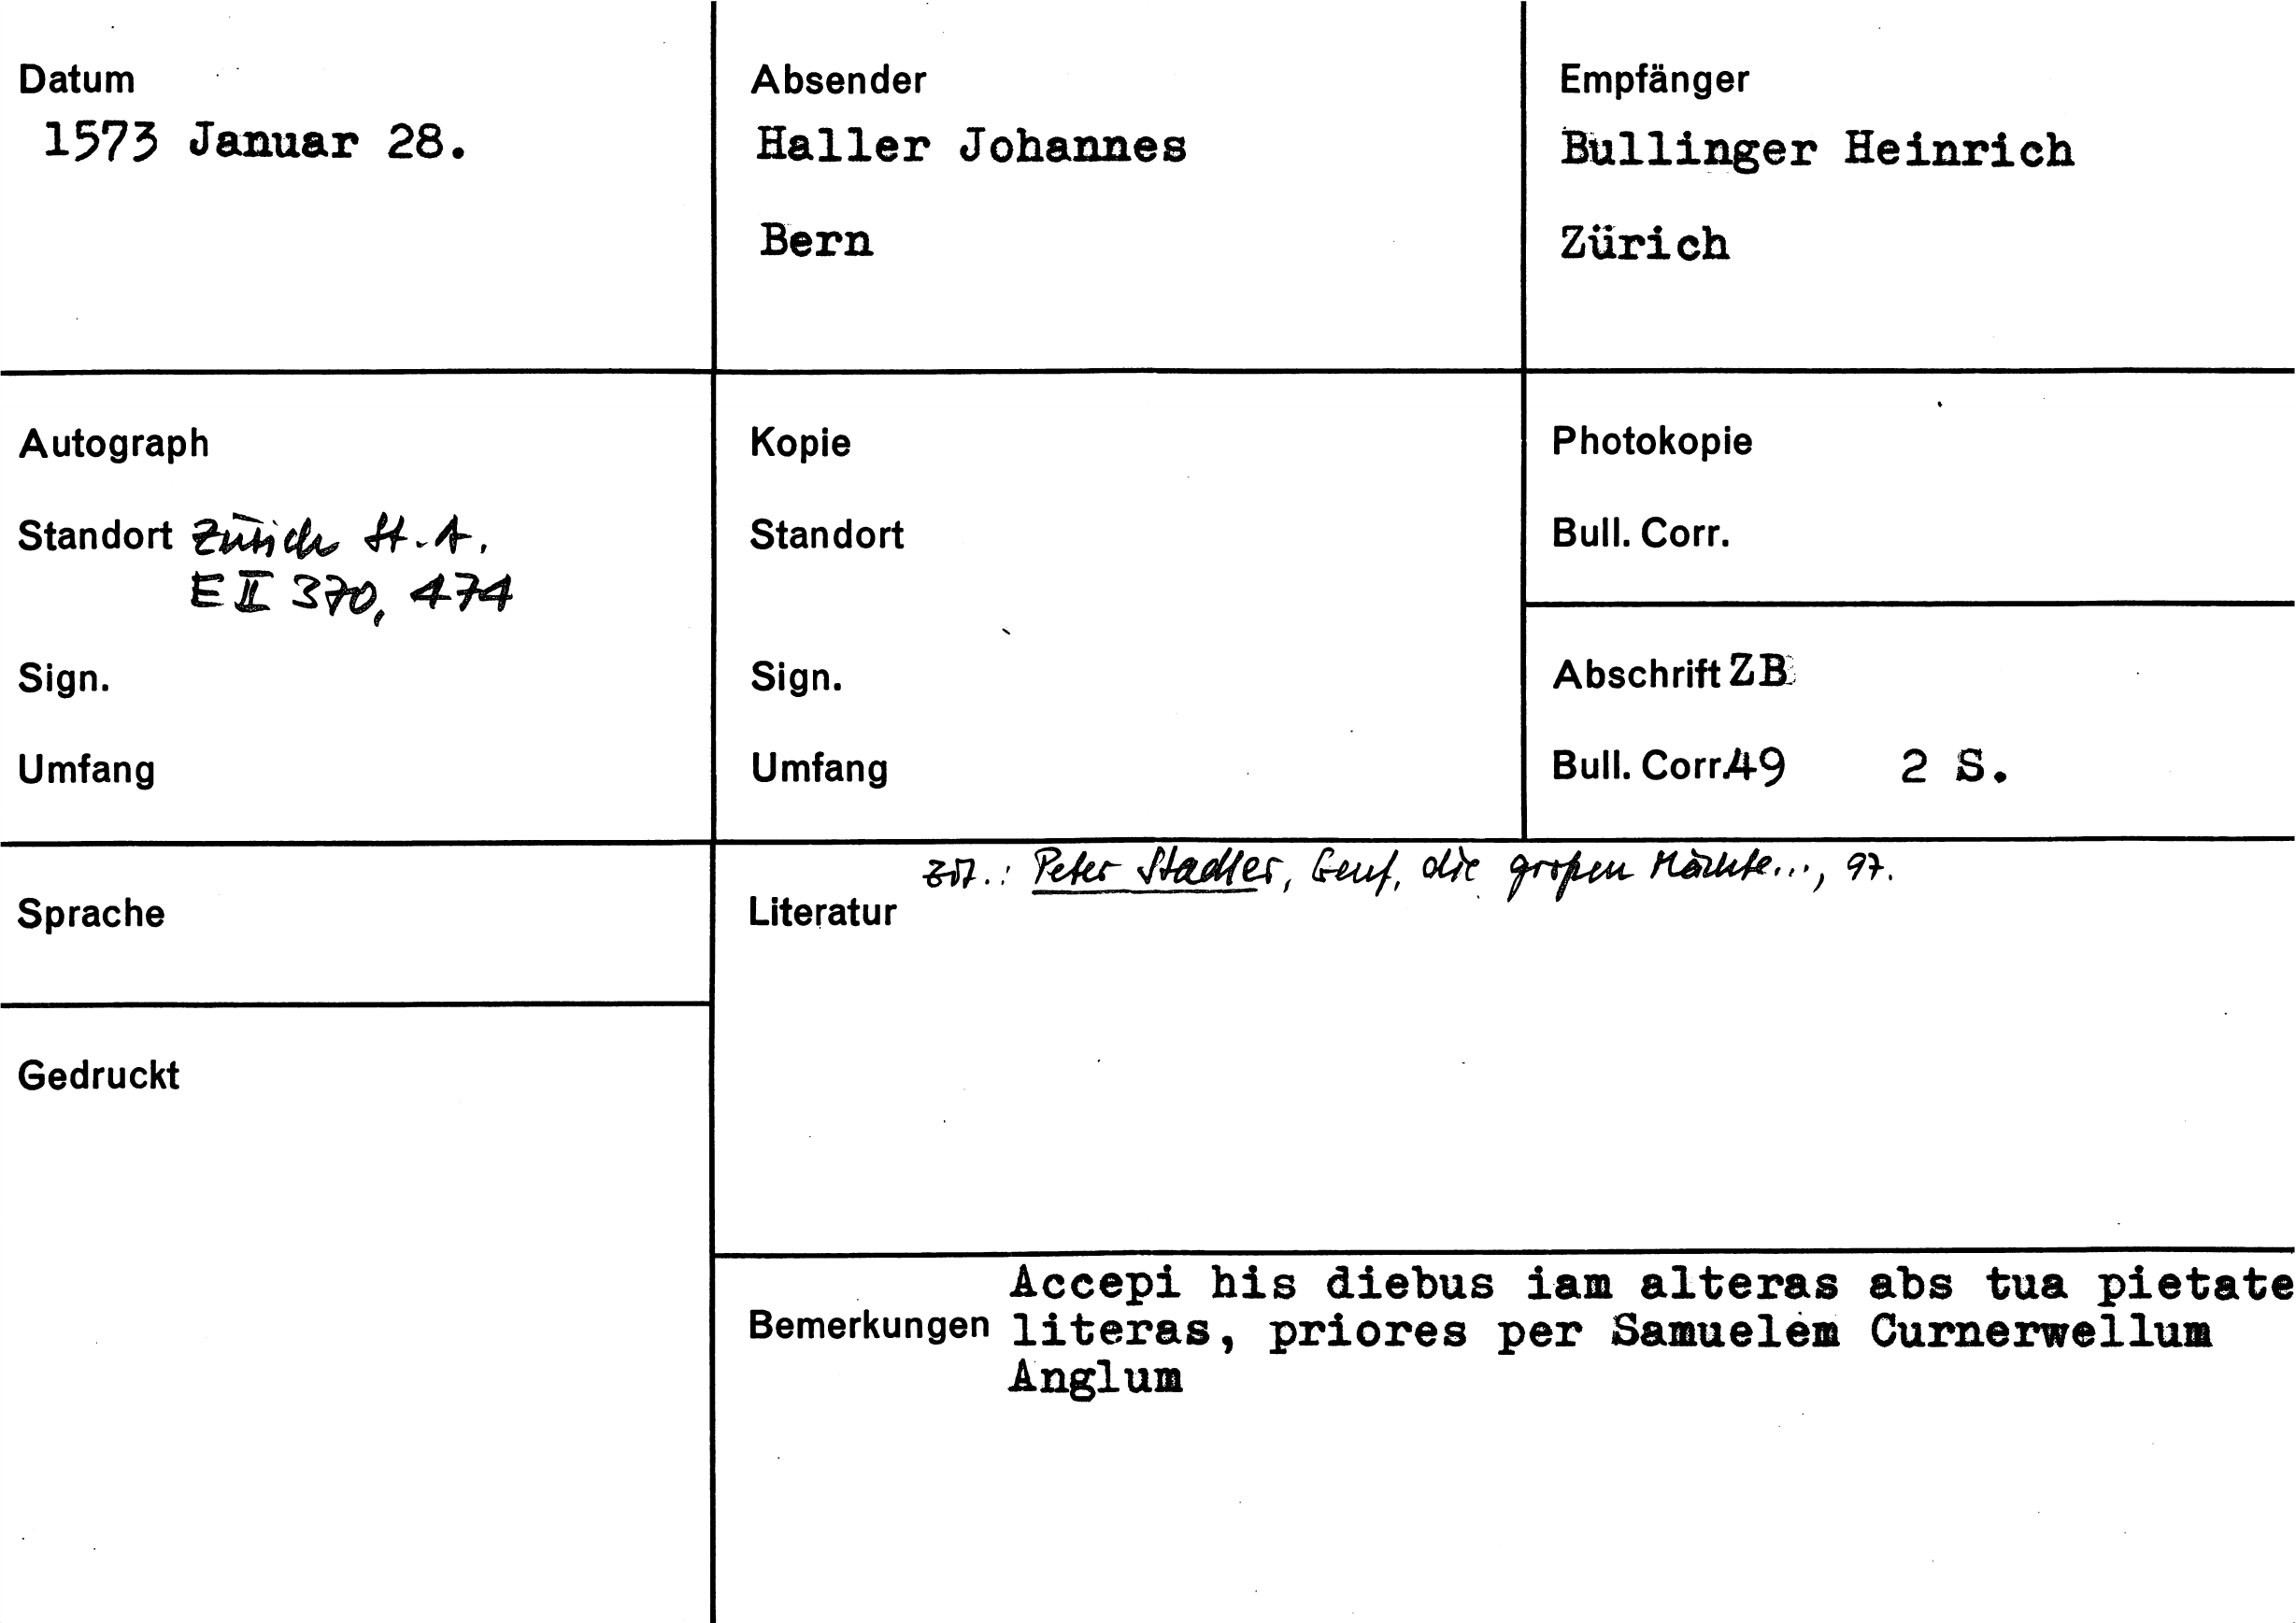 Datum
1573 Januar 28.
Absender
Haller Johannes
Bern
Empfänger
Bullinger Heinrich
Zürich
Autograph
Standort Zürich St. A.
E II 370, 474
Sign.
Umfang
Kopie
Standort
Sign.
Umfang
Photokopie
Bull. Corr.
Abschrift ZB
Bull. Corr. 49 2 S.
Sprache
Gedruckt
zit.: Peter Stadler, Genf, die großen Mächte..., 97.
Literatur
Accepi his diebus iam alteras abs tua pietate
Bemerkungen literas, priores per Samuelem Curnerwellum
Anglum